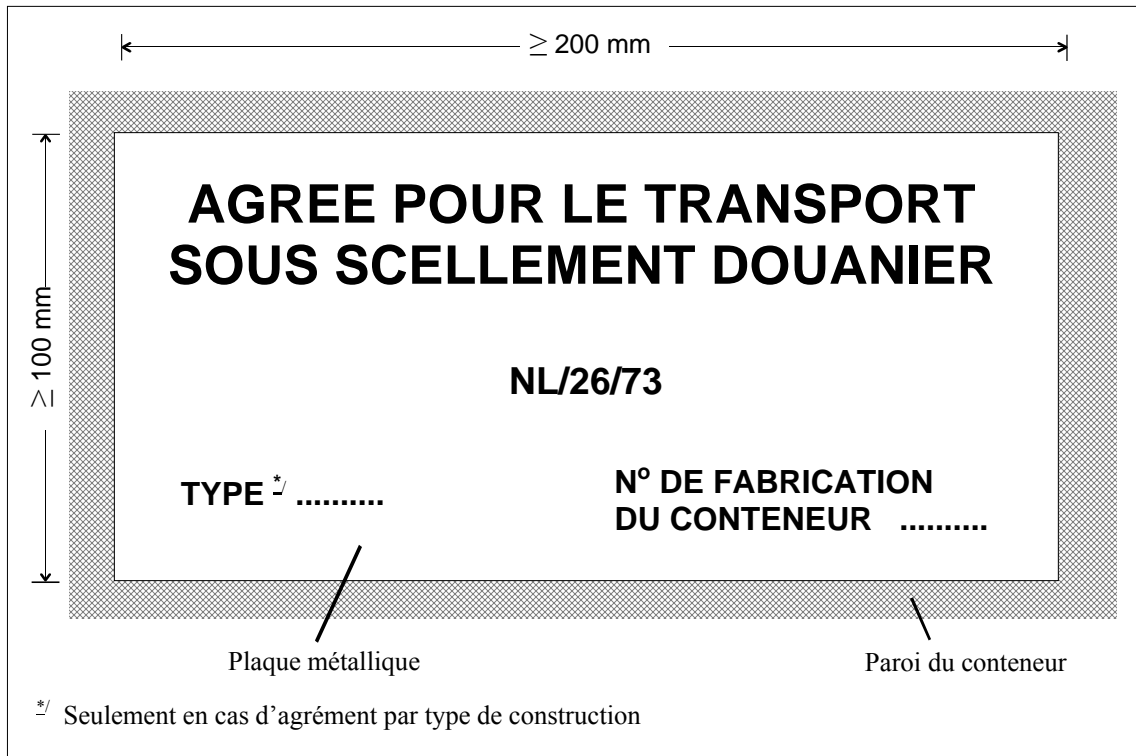 ≥ 200 mm
≥ 100 mm
AGREE POUR LE TRANSPORT
SOUS SCELLEMENT DOUANIER
NL/26/73
TYPE */ ..........
Nº DE FABRICATION
DU CONTENEUR ..........
Plaque métallique
Paroi du conteneur
*/ Seulement en cas d’agrément par type de construction